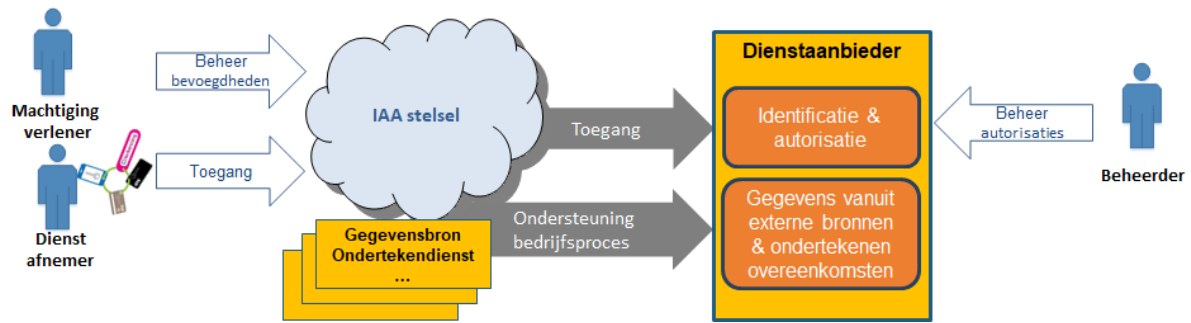 Machtiging
verlener
Dienst
afnemer
Beheer
bevoegdheden
Toegang
IAA stelsel
Gegevensbron
Ondertekendienst
...
Toegang
Ondersteuning
bedrijfsproces
Dienstaanbieder
Identificatie &
autorisatie
Gegevens vanuit
externe bronnen
& ondertekenen
overeenkomsten
Beheer
autorisaties
Beheerder